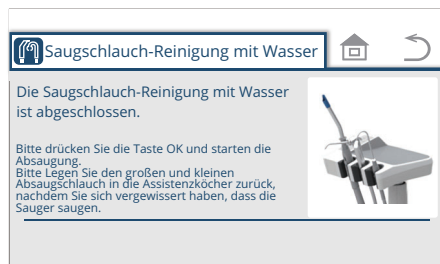 Saugschlauch-Reinigung mit Wasser
Die Saugschlauch-Reinigung mit Wasser
ist abgeschlossen.
Bitte drücken Sie die Taste OK und starten die
Absaugung.
Bitte Legen Sie den großen und kleinen
Absaugschlauch in die Assistenzköcher zurück,
nachdem Sie sich vergewissert haben, dass die
Sauger saugen.